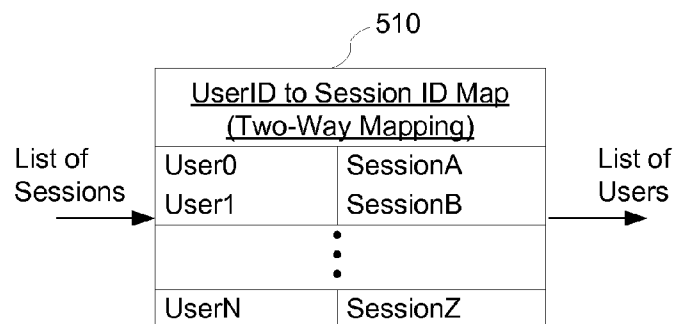 510
UserID to Session ID Map
(Two-Way Mapping)
List of
Sessions
User0 SessionA
User1 SessionB
UserN SessionZ
List of
Users